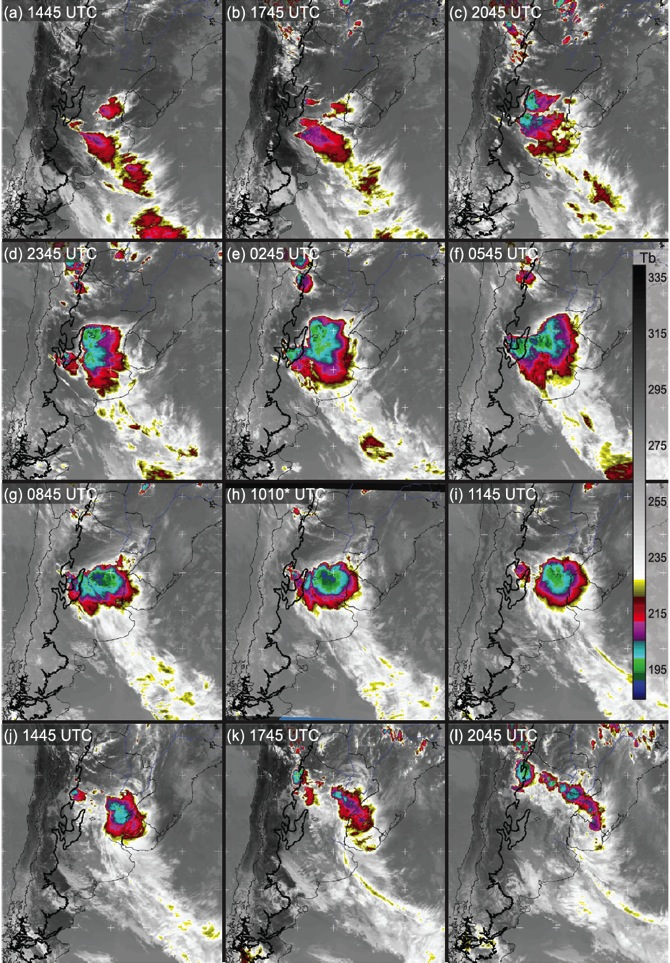 (a) 1445 UTC
(b) 1745 UTC
(c) 2045 UTC
(d) 2345 UTC
(e) 0245 UTC
(f) 0545 UTC
Tb
335
315
295
275
(g) 0845 UTC
(h) 1010* UTC
(i) 1145 UTC
255
235
215
195
(j) 1445 UTC
(k) 1745 UTC
(l) 2045 UTC